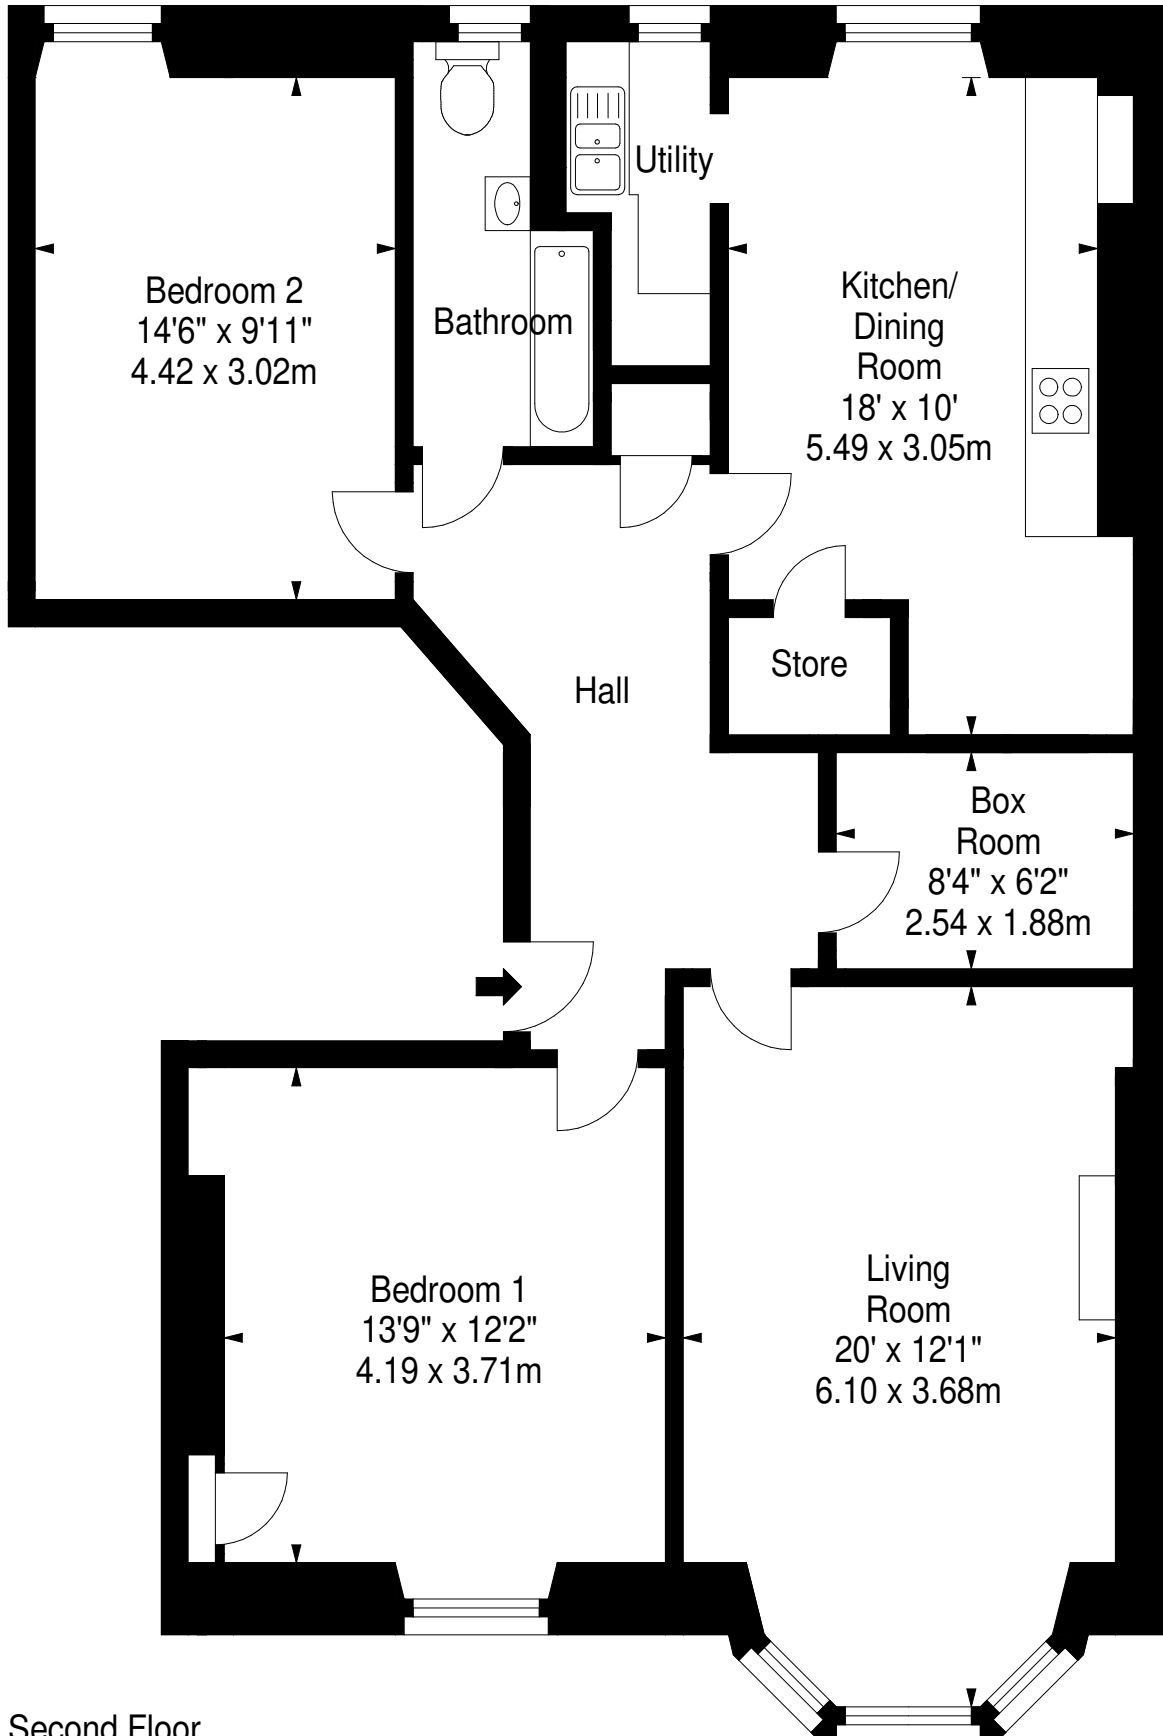 Utility
Bedroom 2
14'6" x 9'11"
4.42 x 3.02m
Bathroom
Kitchen/
Dining
Room
18' x 10'
5.49 x 3.05m
Store
Hall
Box
Room
8'4" x 6'2"
2.54 x 1.88m
Bedroom 1
13'9" x 12'2"
4.19 x 3.71m
Living
Room
20' x 12'1"
6.10 x 3.68m
Second Floor